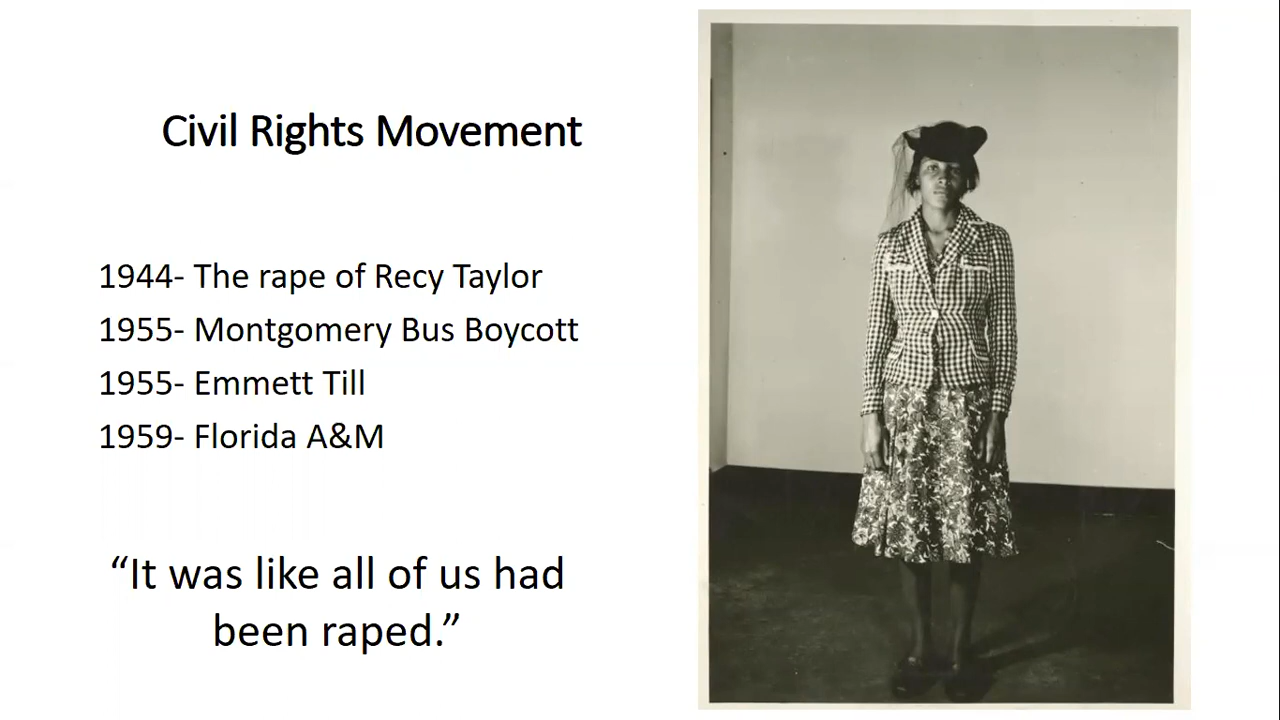 Civil Rights Movement
1944- The rape of Recy Taylor
1955- Montgomery Bus Boycott
1955- Emmett Till
1959- Florida A&M
“It was like all of us had
been raped.”